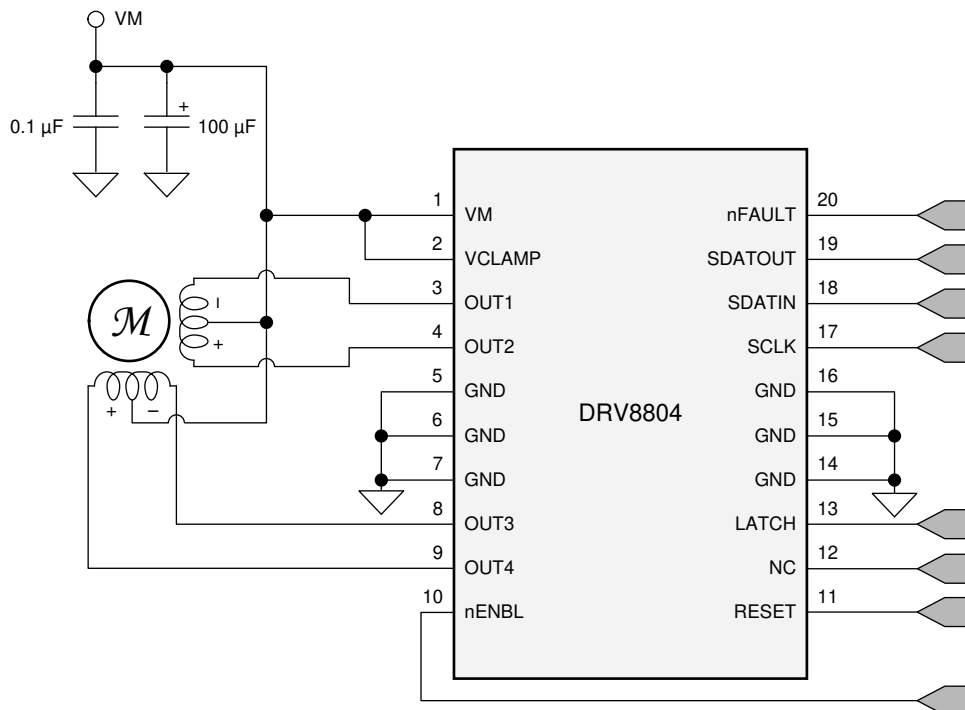 VM
0.1 µF
+
100 µF
1 VM
2 VCLAMP
3 OUT1
4 OUT2
5 GND
6 GND
7 GND
8 OUT3
9 OUT4
10 nENBL
DRV8804
nFAULT 20
SDATOUT 19
SDATIN 18
SCLK 17
GND 16
GND 15
GND 14
LATCH 13
NC 12
RESET 11
M
–
+
+ –